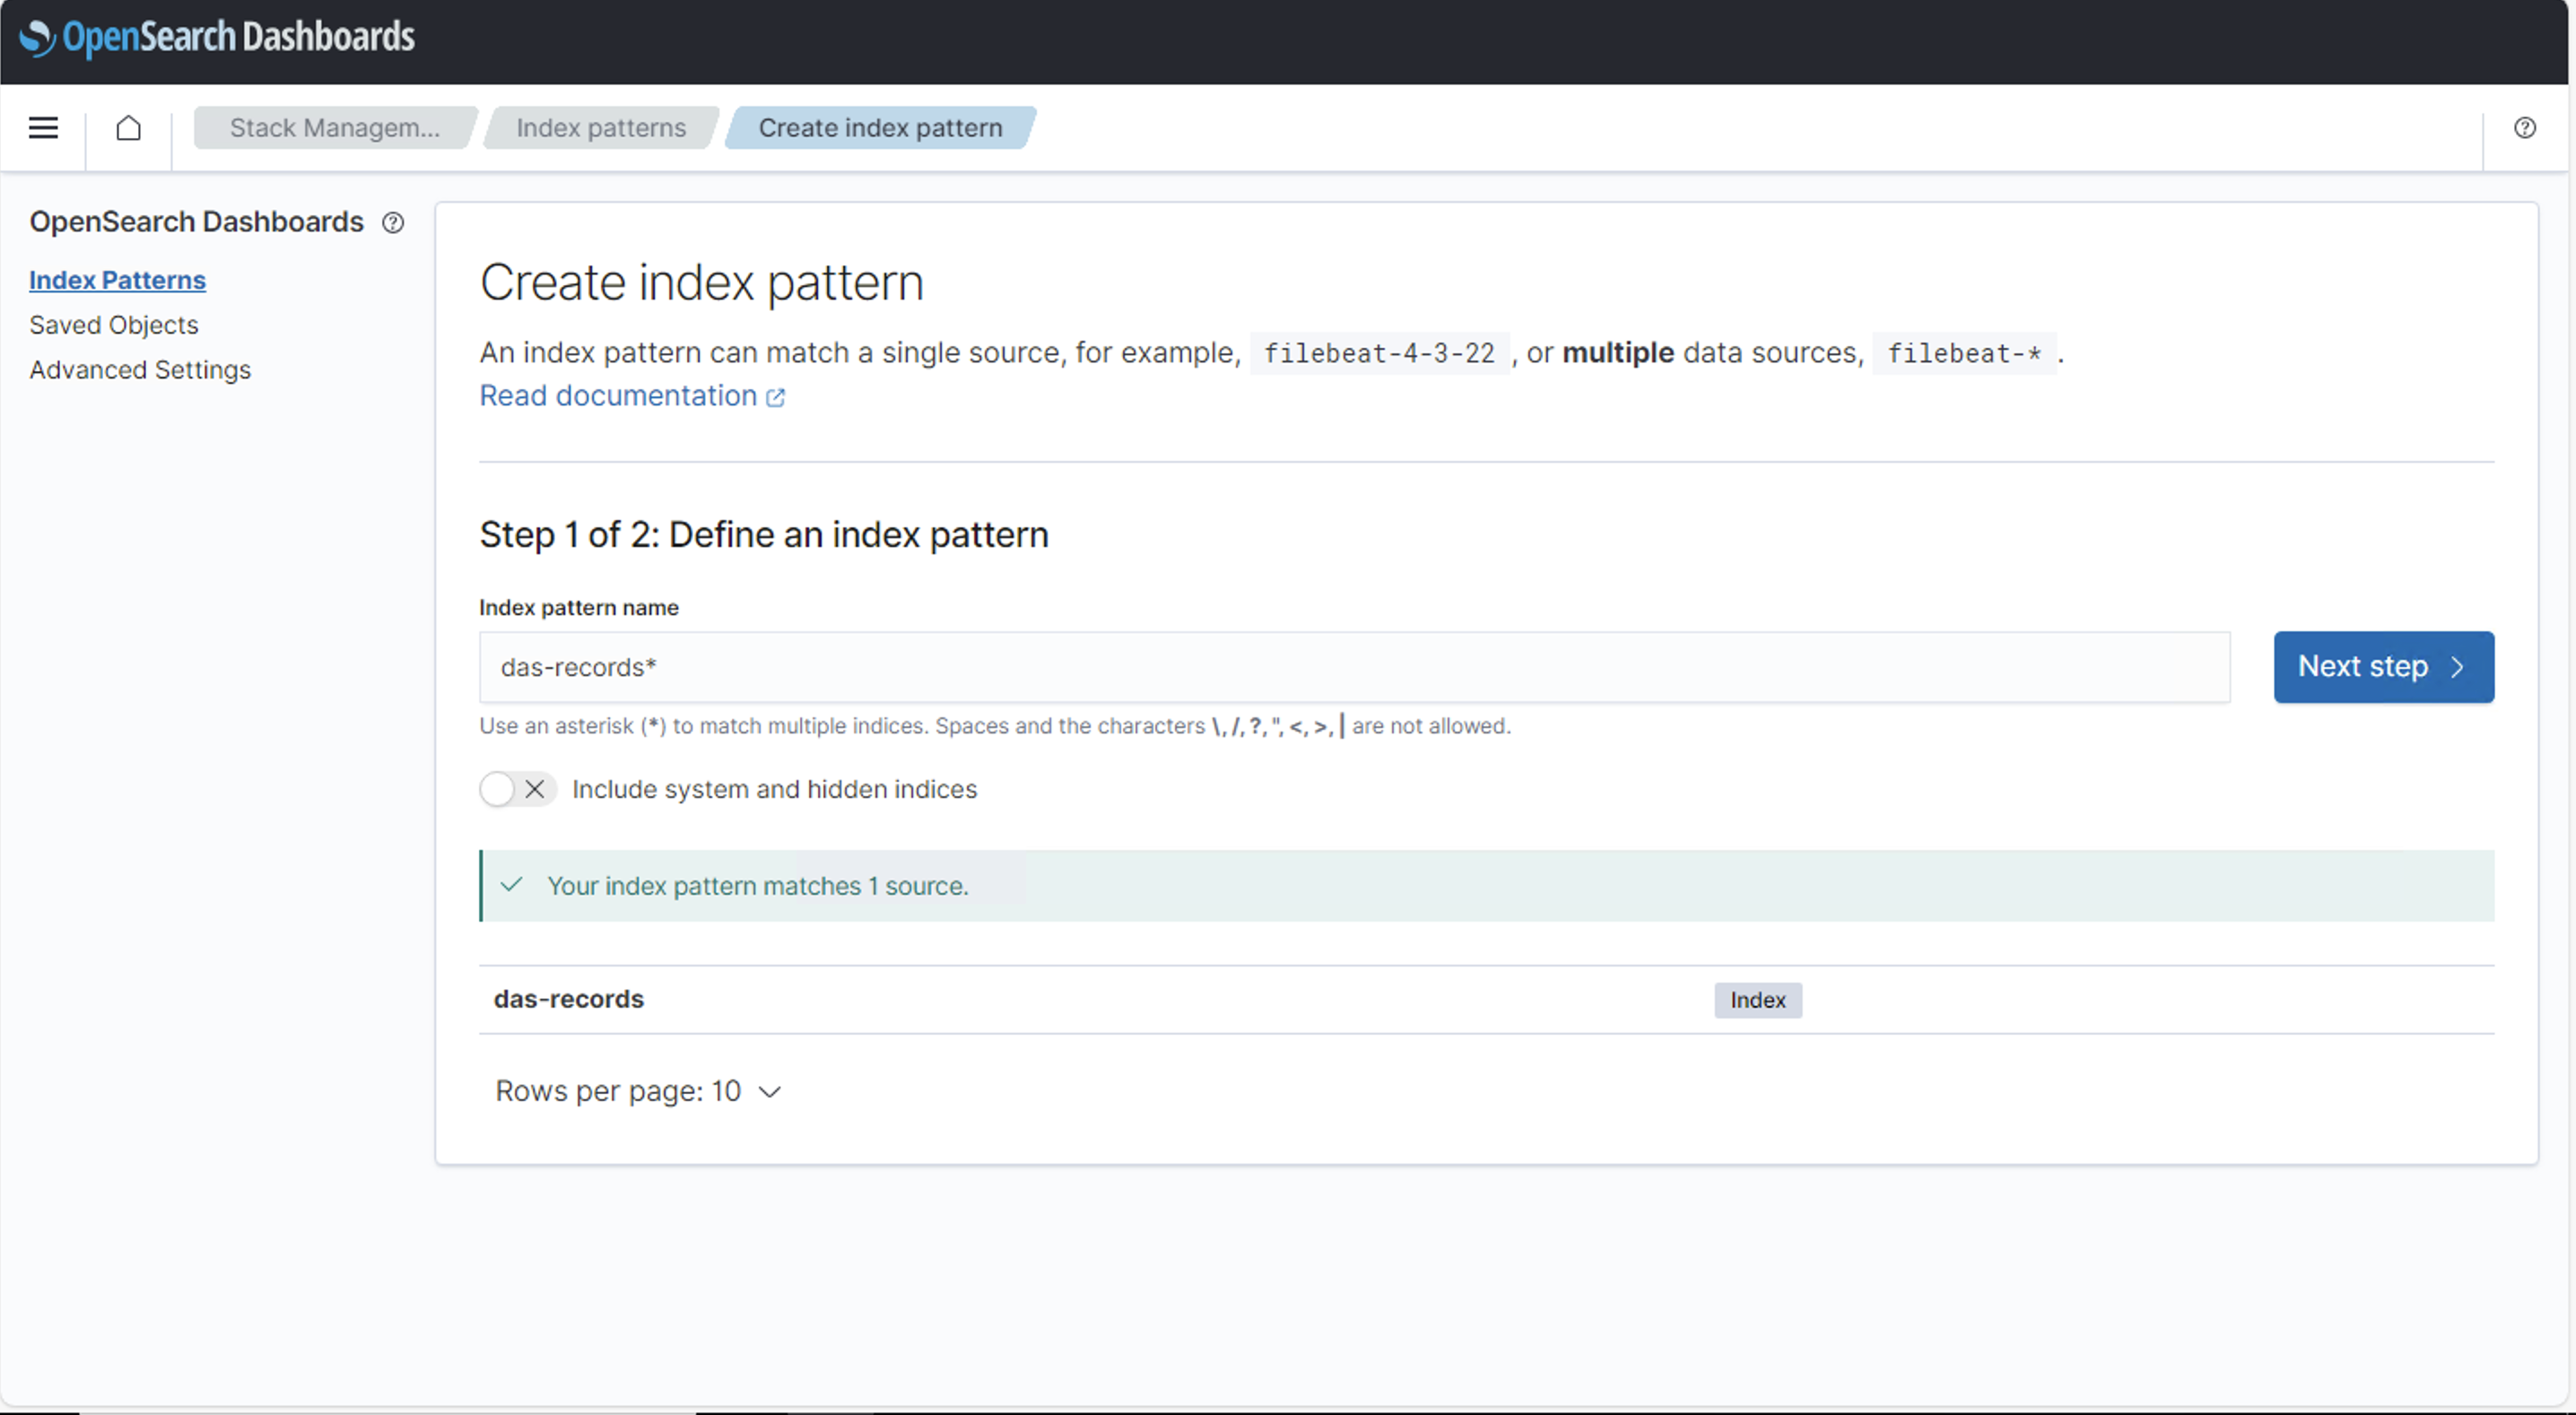 OpenSearch Dashboards
Stack Managem...
Index patterns
Create index pattern
OpenSearch Dashboards
Index Patterns
Saved Objects
Advanced Settings
Create index pattern
An index pattern can match a single source, for example, filebeat-4-3-22 , or multiple data sources, filebeat-* .
Read documentation
Step 1 of 2: Define an index pattern
Index pattern name
das-records*
Next step
Use an asterisk (*) to match multiple indices. Spaces and the characters \, /, ?, ", <, >, | are not allowed.
Include system and hidden indices
Your index pattern matches 1 source.
das-records
Index
Rows per page: 10